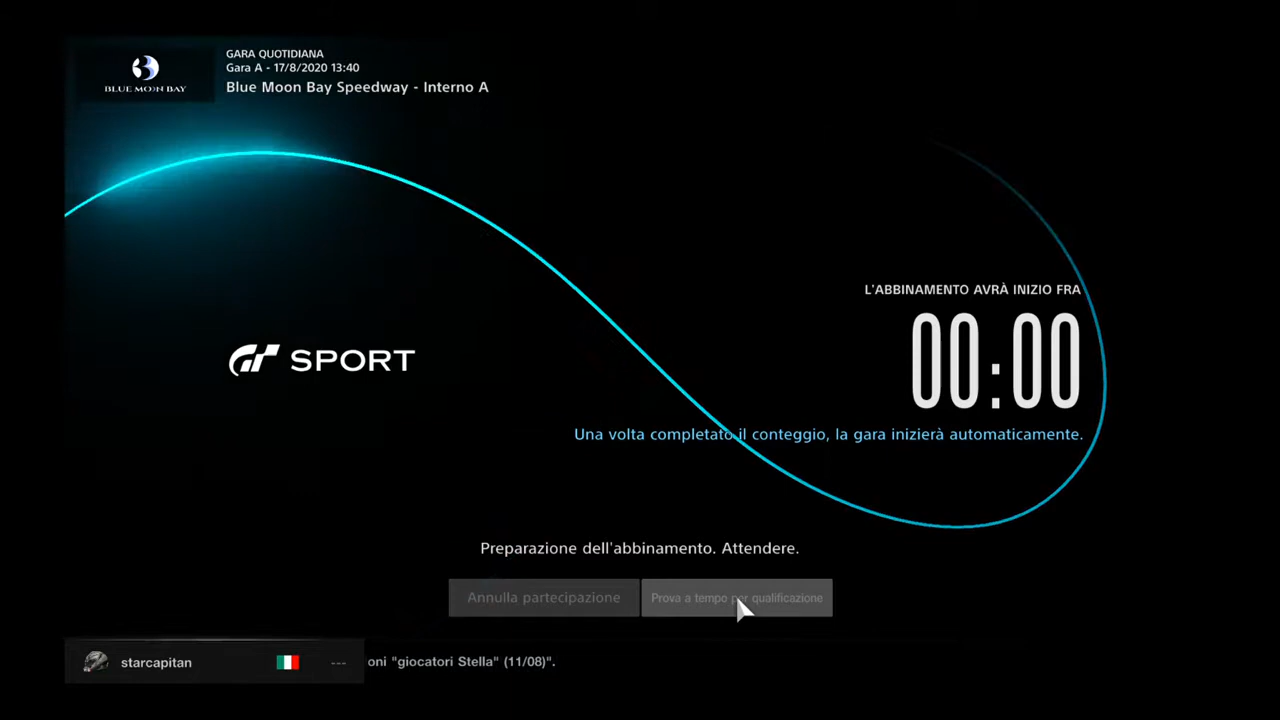 BLUE MOON BAY
GARA QUOTIDIANA
Gara A - 17/8/2020 13:40
Blue Moon Bay Speedway - Interno A
L'ABBINAMENTO AVRÀ INIZIO FRA
00:00
GT SPORT
Una volta completato il conteggio, la gara inizierà automaticamente.
Preparazione dell'abbinamento. Attendere.
Annulla partecipazione
Prova a tempo per qualificazione
starcapitan
---
oni "giocatori Stella" (11/08)".